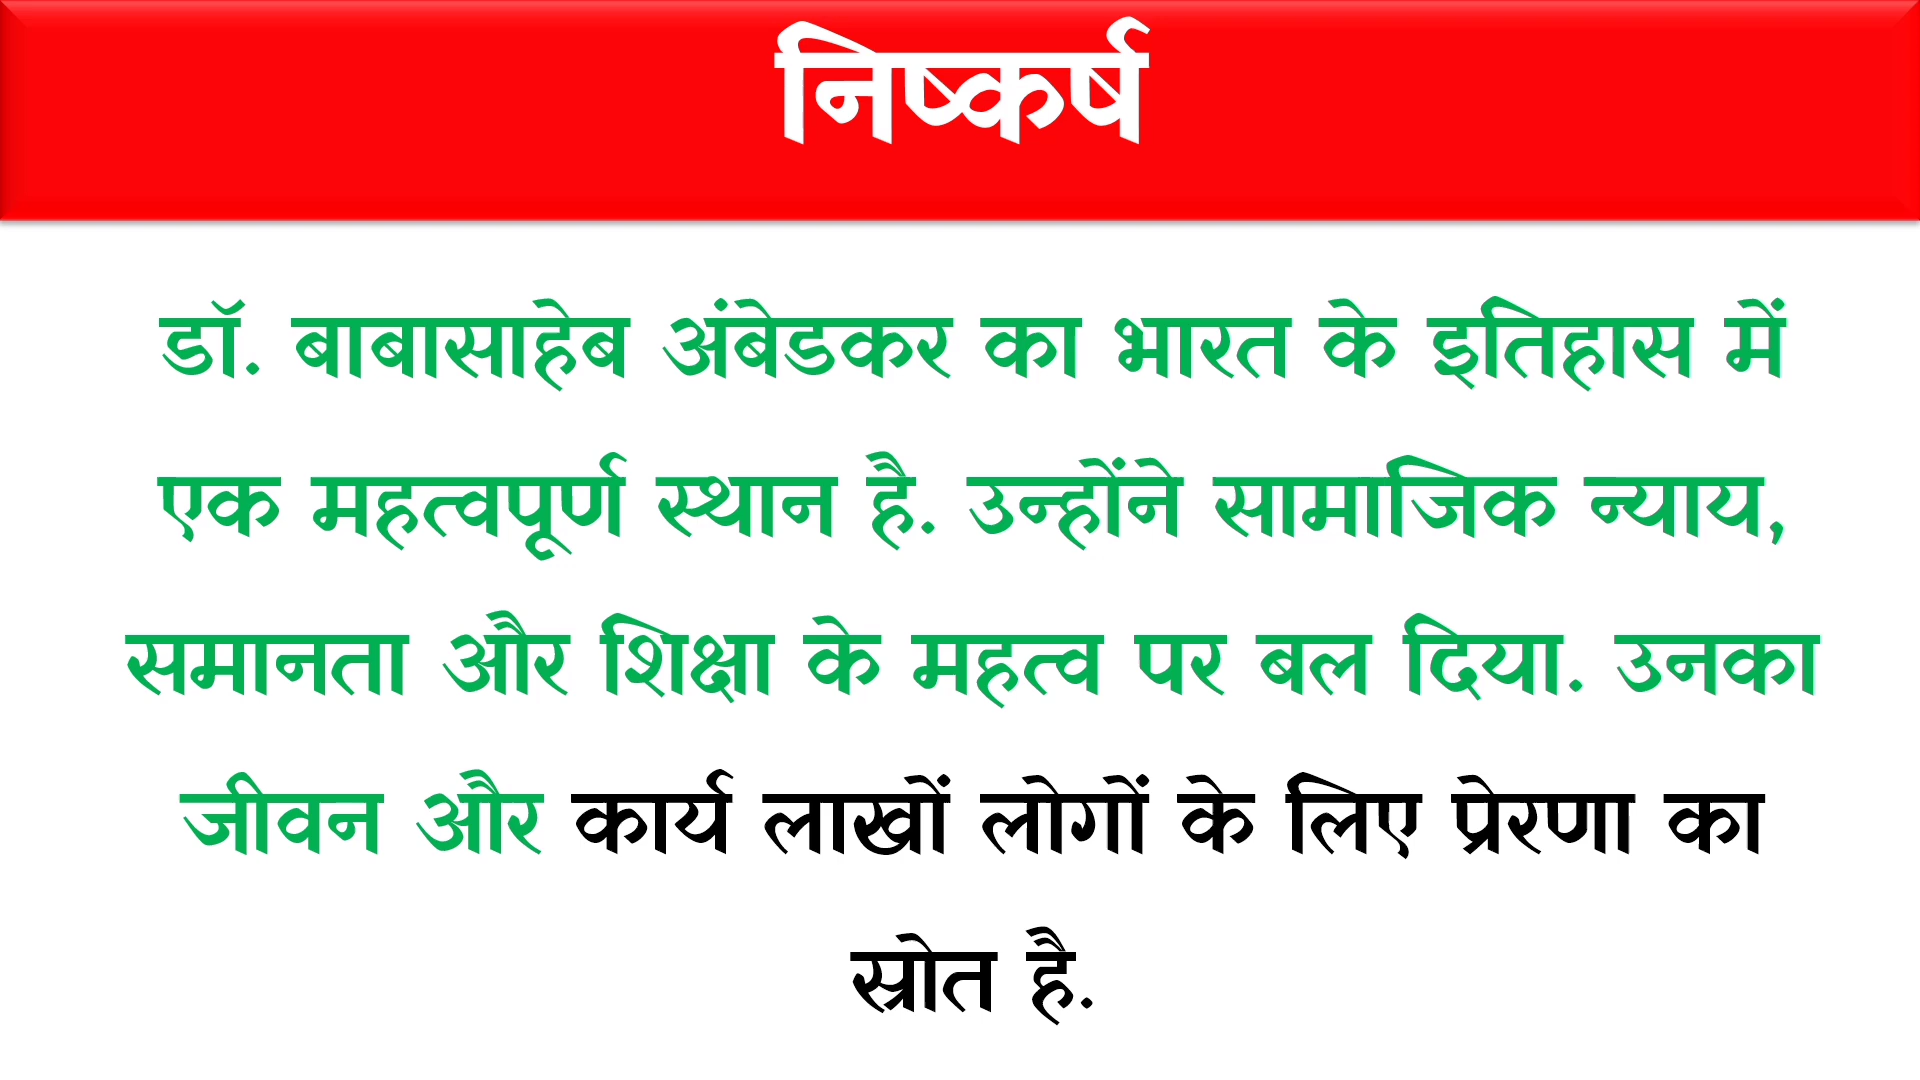 निष्कर्ष
डॉ. बाबासाहेब अंबेडकर का भारत के इतिहास में
एक महत्वपूर्ण स्थान है. उन्होंने सामाजिक न्याय,
समानता और शिक्षा के महत्व पर बल दिया. उनका
जीवन और कार्य लाखों लोगों के लिए प्रेरणा का
स्रोत है.